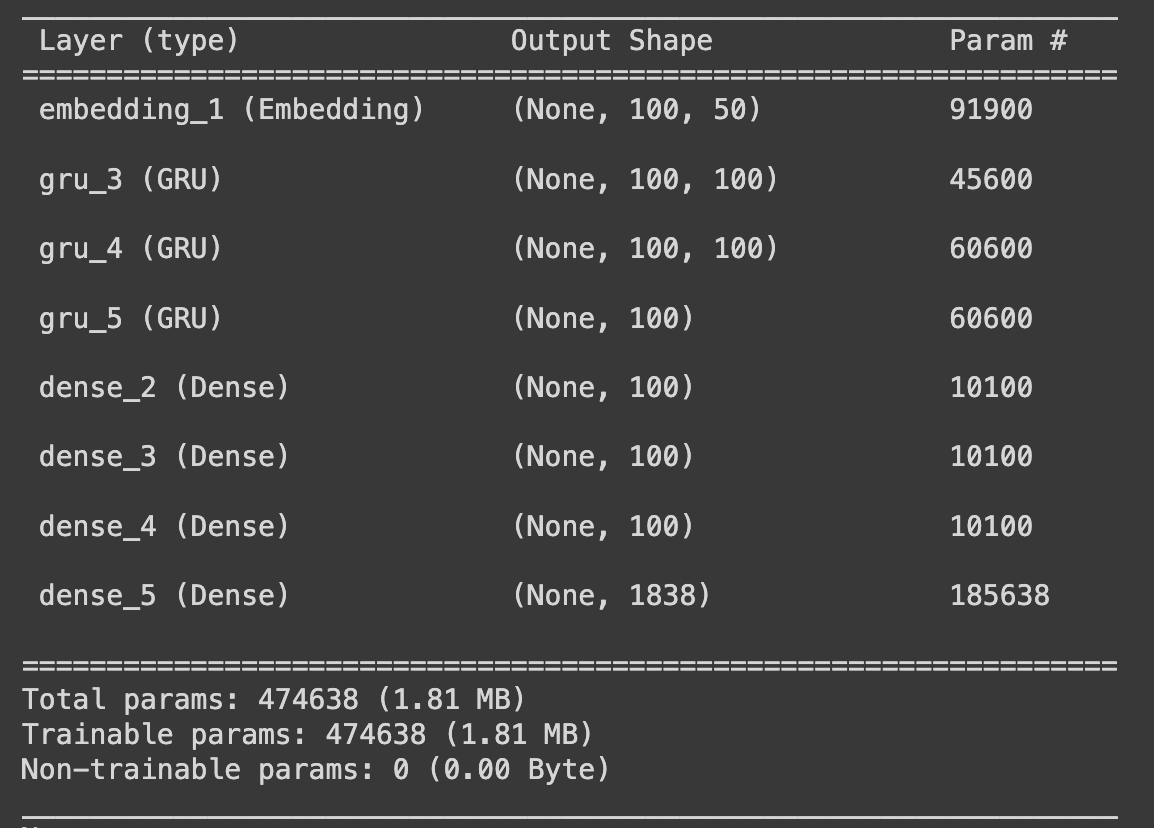 Layer (type) Output Shape Param #
=================================================================
embedding_1 (Embedding) (None, 100, 50) 91900
gru_3 (GRU) (None, 100, 100) 45600
gru_4 (GRU) (None, 100, 100) 60600
gru_5 (GRU) (None, 100) 60600
dense_2 (Dense) (None, 100) 10100
dense_3 (Dense) (None, 100) 10100
dense_4 (Dense) (None, 100) 10100
dense_5 (Dense) (None, 1838) 185638
=================================================================
Total params: 474638 (1.81 MB)
Trainable params: 474638 (1.81 MB)
Non-trainable params: 0 (0.00 Byte)